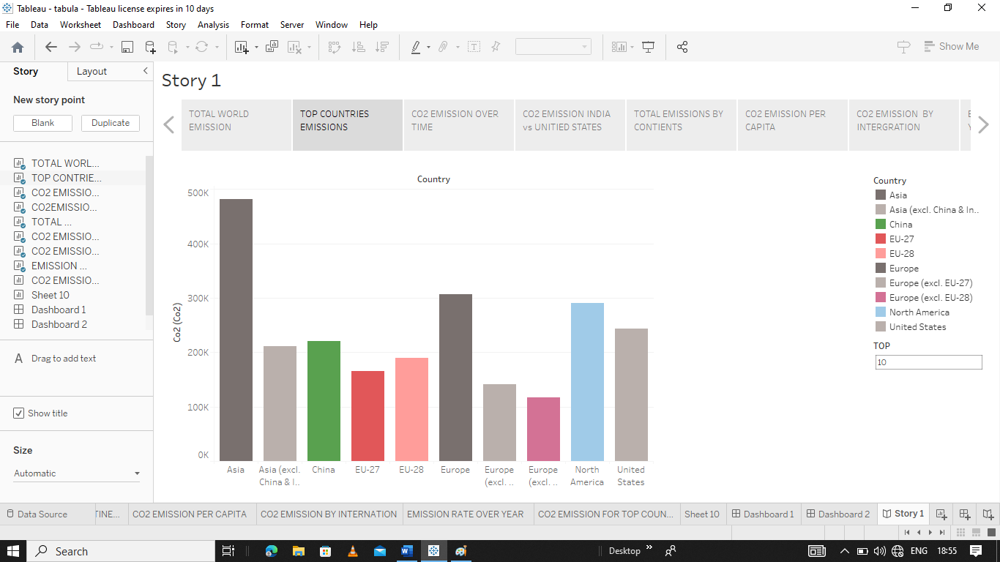 Tableau - tabula - Tableau license expires in 10 days
File Data Worksheet Dashboard Story Analysis Format Server Window Help
Show Me
Story Layout
New story point
Blank Duplicate
TOTAL WORL...
TOP CONTRIE...
CO2 EMISSIO...
CO2EMISSIO...
TOTAL ...
CO2 EMISSIO...
CO2 EMISSIO...
EMISSION ...
CO2 EMISSIO...
Sheet 10
Dashboard 1
Dashboard 2
A Drag to add text
Show title
Size
Automatic
Story 1
TOTAL WORLD
EMISSION
TOP COUNTRIES
EMISSIONS
CO2 EMISSION OVER
TIME
CO2 EMISSION INDIA
vs UNITIED STATES
TOTAL EMISSIONS BY
CONTIENTS
CO2 EMISSION PER
CAPITA
CO2 EMISSION BY
INTERGRATION
Country
500K
400K
300K
200K
100K
0K
Co2 (Co2)
Asia
Asia (excl.
China & I..
China
EU-27
EU-28
Europe
Europe
(excl. ..
Europe
(excl. ..
North
America
United
States
Country
Asia
Asia (excl. China & In..
China
EU-27
EU-28
Europe
Europe (excl. EU-27)
Europe (excl. EU-28)
North America
United States
TOP
10
Data Source TINE... CO2 EMISSION PER CAPITA CO2 EMISSION BY INTERNATION EMISSION RATE OVER YEAR CO2 EMISSION FOR TOP COUN... Sheet 10 Dashboard 1 Dashboard 2 Story 1
Search Desktop ENG 18:55